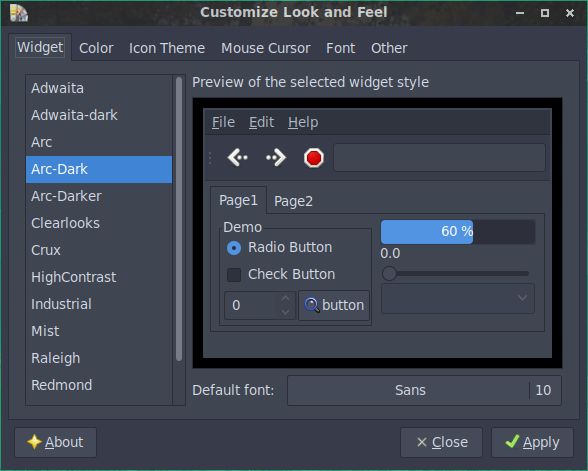 Customize Look and Feel
Widget Color Icon Theme Mouse Cursor Font Other
Adwaita
Adwaita-dark
Arc
Arc-Dark
Arc-Darker
Clearlooks
Crux
HighContrast
Industrial
Mist
Raleigh
Redmond
Preview of the selected widget style
File Edit Help
Page1 Page2
Demo
Radio Button
Check Button
0 button
60 %
0.0
Default font: Sans 10
About Close Apply